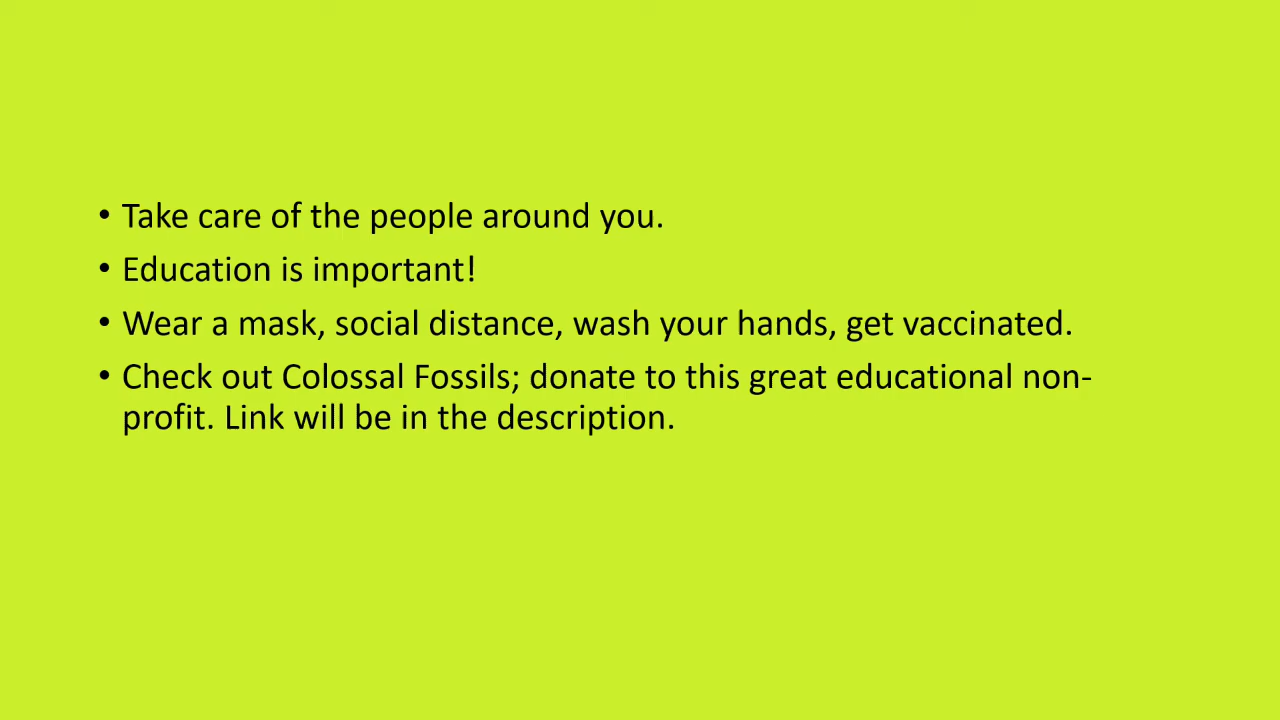 • Take care of the people around you.
• Education is important!
• Wear a mask, social distance, wash your hands, get vaccinated.
• Check out Colossal Fossils; donate to this great educational non-
profit. Link will be in the description.